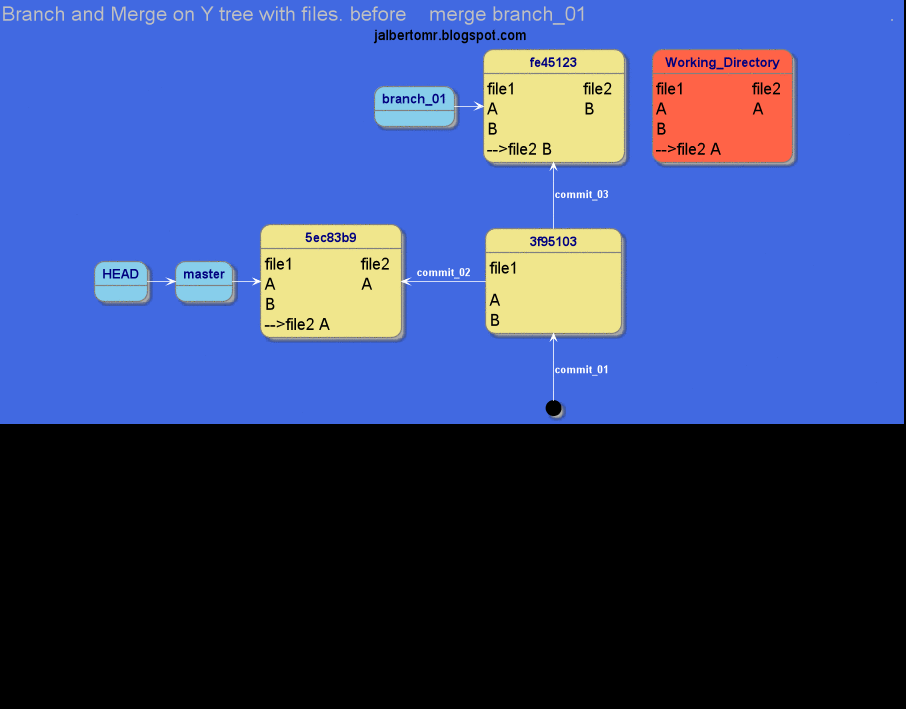 Branch and Merge on Y tree with files. before    merge branch_01 .
jalbertomr.blogspot.com
fe45123
file1 file2
A B
B
-->file2 B
Working_Directory
file1 file2
A A
B
-->file2 A
branch_01
commit_03
5ec83b9
file1 file2
A A
B
-->file2 A
3f95103
file1
A
B
HEAD
master
commit_02
commit_01